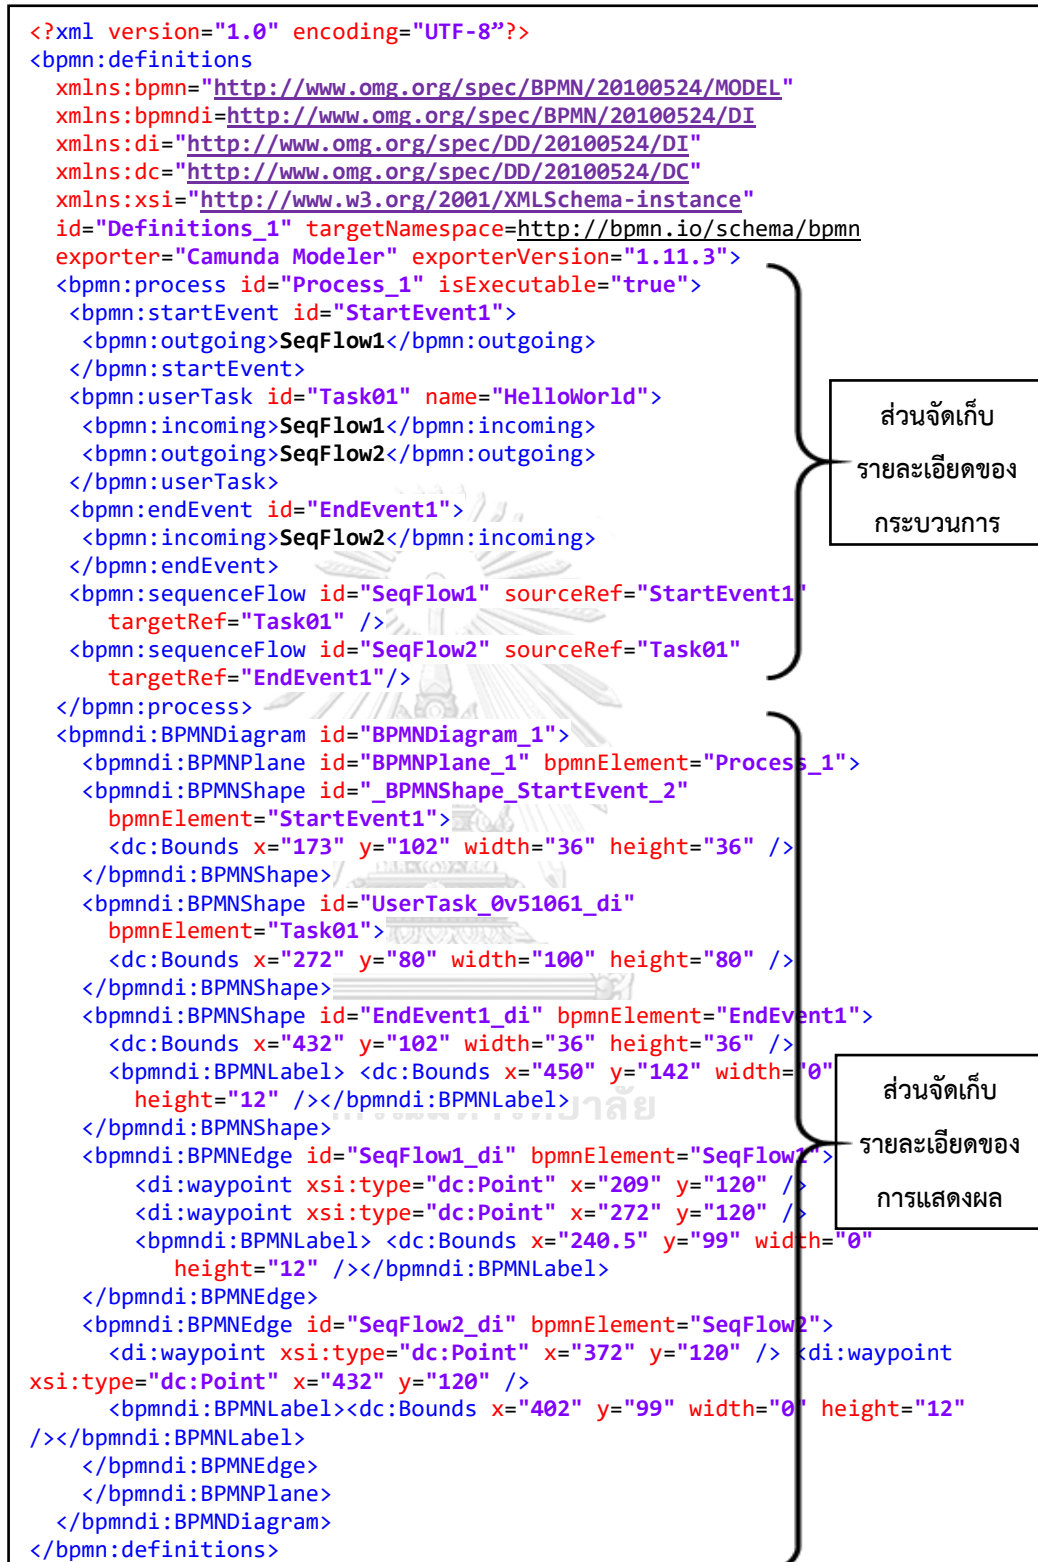 <?xml version="1.0" encoding="UTF-8”?>
<bpmn:definitions
xmlns:bpmn="http://www.omg.org/spec/BPMN/20100524/MODEL"
xmlns:bpmndi=http://www.omg.org/spec/BPMN/20100524/DI
xmlns:di="http://www.omg.org/spec/DD/20100524/DI"
xmlns:dc="http://www.omg.org/spec/DD/20100524/DC"
xmlns:xsi="http://www.w3.org/2001/XMLSchema-instance"
id="Definitions_1" targetNamespace=http://bpmn.io/schema/bpmn
exporter="Camunda Modeler" exporterVersion="1.11.3">
<bpmn:process id="Process_1" isExecutable="true">
<bpmn:startEvent id="StartEvent1">
<bpmn:outgoing>SeqFlow1</bpmn:outgoing>
</bpmn:startEvent>
<bpmn:userTask id="Task01" name="HelloWorld">
<bpmn:incoming>SeqFlow1</bpmn:incoming>
<bpmn:outgoing>SeqFlow2</bpmn:outgoing>
</bpmn:userTask>
<bpmn:endEvent id="EndEvent1">
<bpmn:incoming>SeqFlow2</bpmn:incoming>
</bpmn:endEvent>
<bpmn:sequenceFlow id="SeqFlow1" sourceRef="StartEvent1"
targetRef="Task01" />
<bpmn:sequenceFlow id="SeqFlow2" sourceRef="Task01"
targetRef="EndEvent1"/>
</bpmn:process>
ส่วนจัดเก็บ
รายละเอียดของ
กระบวนการ
<bpmndi:BPMNDiagram id="BPMNDiagram_1">
<bpmndi:BPMNPlane id="BPMNPlane_1" bpmnElement="Process_1">
<bpmndi:BPMNShape id="_BPMNShape_StartEvent_2"
bpmnElement="StartEvent1">
<dc:Bounds x="173" y="102" width="36" height="36" />
</bpmndi:BPMNShape>
<bpmndi:BPMNShape id="UserTask_0v51061_di"
bpmnElement="Task01">
<dc:Bounds x="272" y="80" width="100" height="80" />
</bpmndi:BPMNShape>
<bpmndi:BPMNShape id="EndEvent1_di" bpmnElement="EndEvent1">
<dc:Bounds x="432" y="102" width="36" height="36" />
<bpmndi:BPMNLabel> <dc:Bounds x="450" y="142" width="0"
height="12" /></bpmndi:BPMNLabel>
</bpmndi:BPMNShape>
<bpmndi:BPMNEdge id="SeqFlow1_di" bpmnElement="SeqFlow1">
<di:waypoint xsi:type="dc:Point" x="209" y="120" />
<di:waypoint xsi:type="dc:Point" x="272" y="120" />
<bpmndi:BPMNLabel> <dc:Bounds x="240.5" y="99" width="0"
height="12" /></bpmndi:BPMNLabel>
</bpmndi:BPMNEdge>
<bpmndi:BPMNEdge id="SeqFlow2_di" bpmnElement="SeqFlow2">
<di:waypoint xsi:type="dc:Point" x="372" y="120" /> <di:waypoint
xsi:type="dc:Point" x="432" y="120" />
<bpmndi:BPMNLabel><dc:Bounds x="402" y="99" width="0" height="12"
/></bpmndi:BPMNLabel>
</bpmndi:BPMNEdge>
</bpmndi:BPMNPlane>
</bpmndi:BPMNDiagram>
</bpmn:definitions>
ส่วนจัดเก็บ
รายละเอียดของ
การแสดงผล